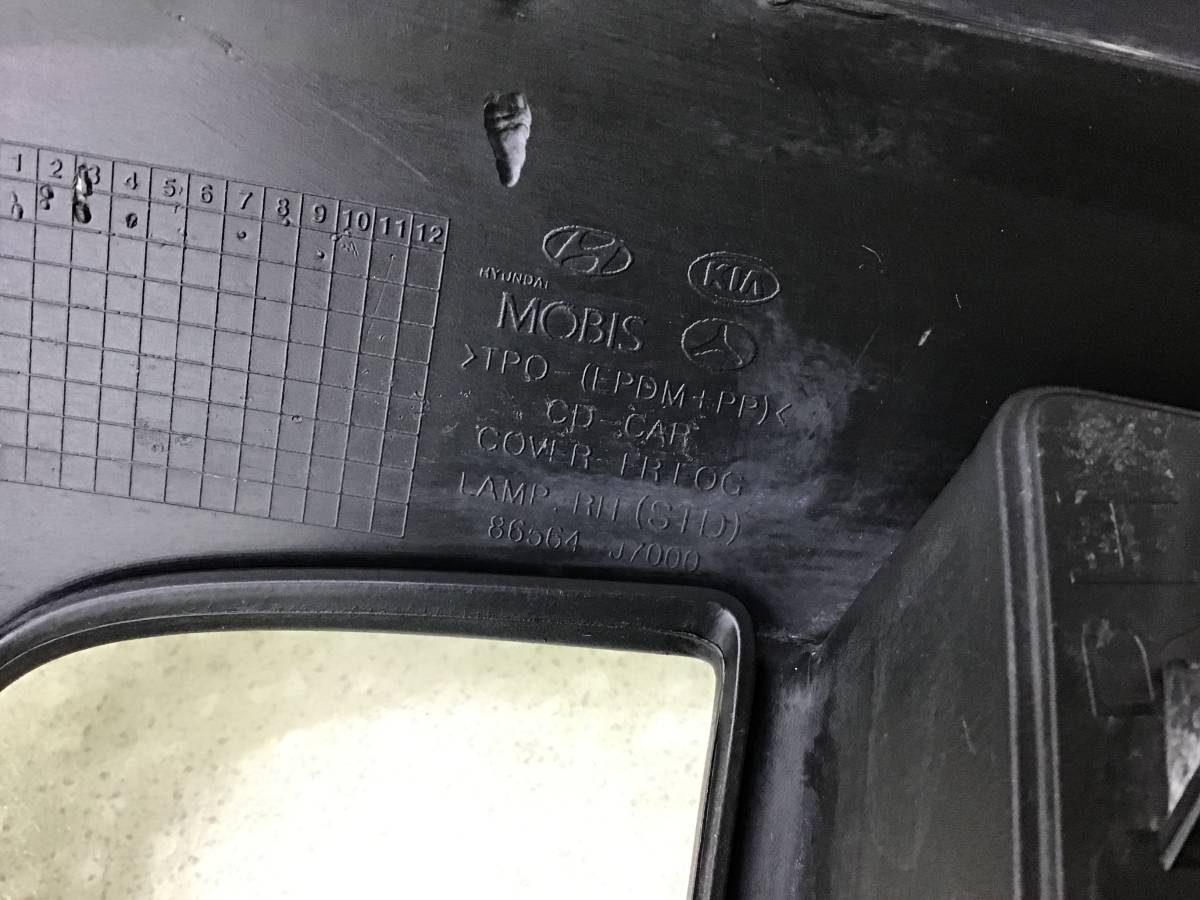 1 2 3 4 5 6 7 8 9 10 11 12
HYUNDAI
KIA
MOBIS
>TPO-(EPDM+PP)<
CD-CAR
COVER-FR FOG
LAMP.RH (STD)
86564-J7000